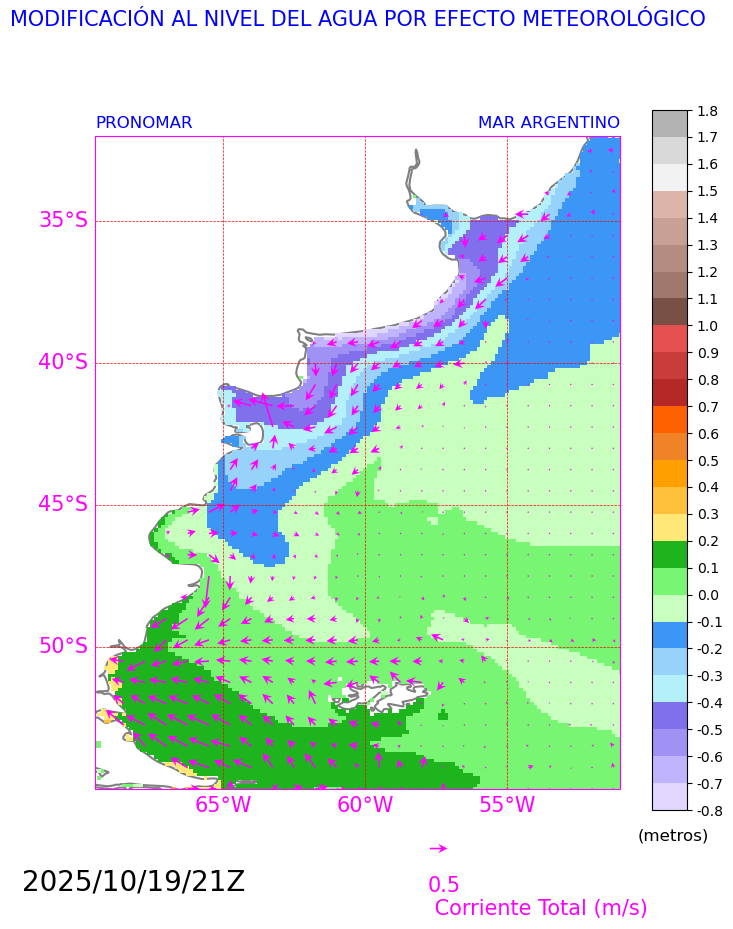 MODIFICACIÓN AL NIVEL DEL AGUA POR EFECTO METEOROLÓGICO
PRONOMAR
MAR ARGENTINO
35°S
40°S
45°S
50°S
65°W
60°W
55°W
1.8
1.7
1.6
1.5
1.4
1.3
1.2
1.1
1.0
0.9
0.8
0.7
0.6
0.5
0.4
0.3
0.2
0.1
0.0
-0.1
-0.2
-0.3
-0.4
-0.5
-0.6
-0.7
-0.8
(metros)
2025/10/19/21Z
0.5
Corriente Total (m/s)